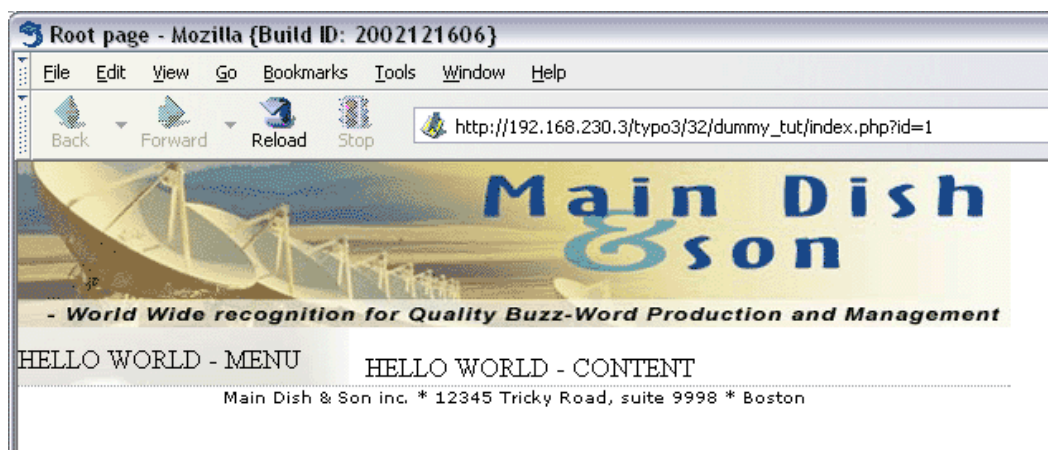 Root page - Mozilla {Build ID: 2002121606}
File Edit View Go Bookmarks Tools Window Help
Back Forward Reload Stop http://192.168.230.3/typo3/32/dummy_tut/index.php?id=1
Main Dish
& son
- World Wide recognition for Quality Buzz-Word Production and Management
HELLO WORLD - MENU
HELLO WORLD - CONTENT
Main Dish & Son inc. * 12345 Tricky Road, suite 9998 * Boston